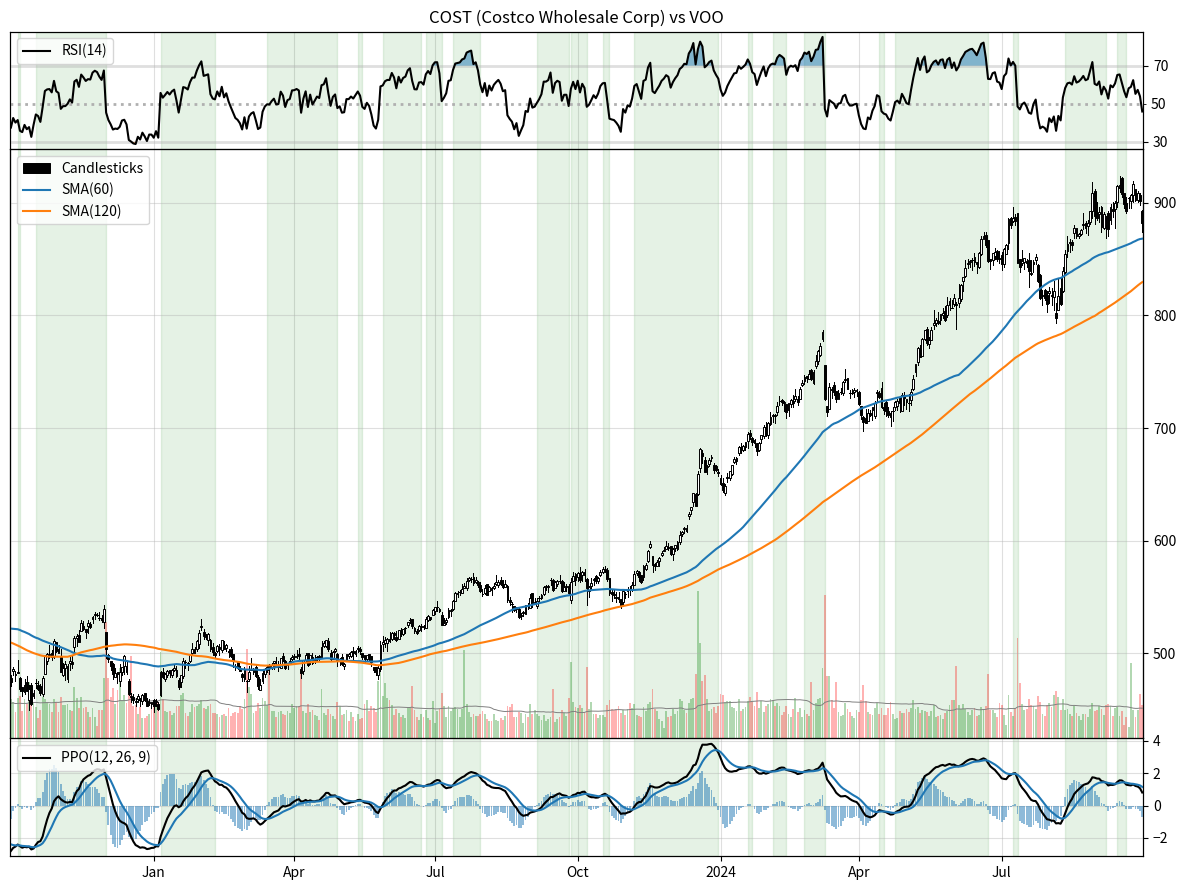 COST (Costco Wholesale Corp) vs VOO
RSI(14)
70
50
30
Candlesticks
SMA(60)
SMA(120)
900
800
700
600
500
PPO(12, 26, 9)
4
2
0
−2
Jan
Apr
Jul
Oct
2024
Apr
Jul